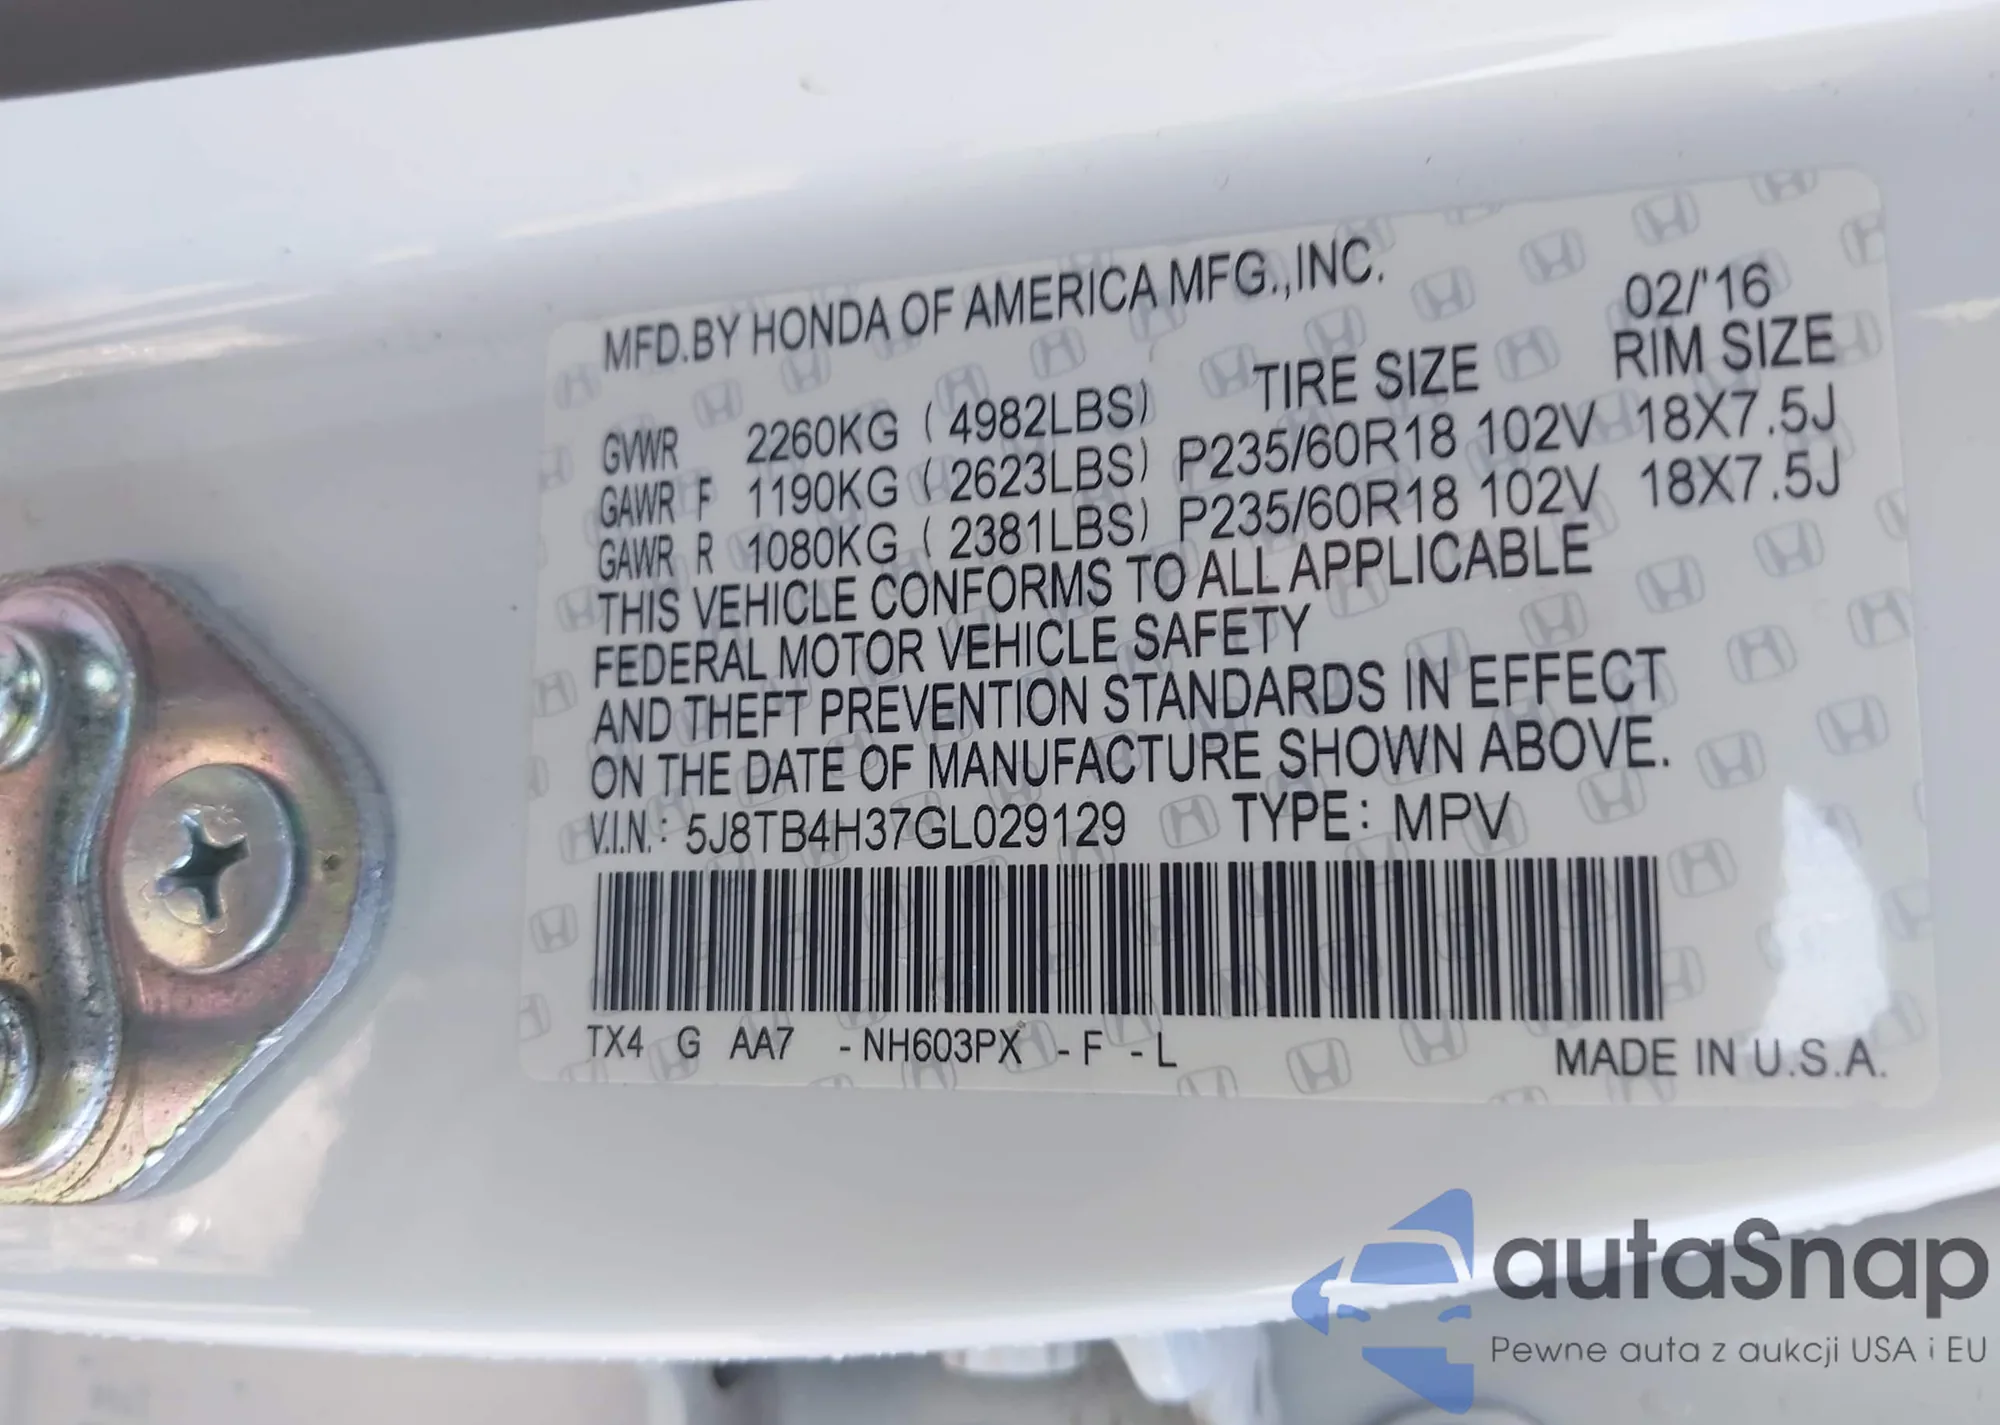 MFD.BY HONDA OF AMERICA MFG.,INC.
02/'16
TIRE SIZE RIM SIZE
GVWR 2260KG (4982LBS)
GAWR F 1190KG (2623LBS) P235/60R18 102V 18X7.5J
GAWR R 1080KG (2381LBS) P235/60R18 102V 18X7.5J
THIS VEHICLE CONFORMS TO ALL APPLICABLE
FEDERAL MOTOR VEHICLE SAFETY
AND THEFT PREVENTION STANDARDS IN EFFECT
ON THE DATE OF MANUFACTURE SHOWN ABOVE.
V.I.N.: 5J8TB4H37GL029129 TYPE: MPV
TX4 G AA7 -NH603PX -F -L MADE IN U.S.A.
autaSnap
Pewne auta z aukcji USA i EU